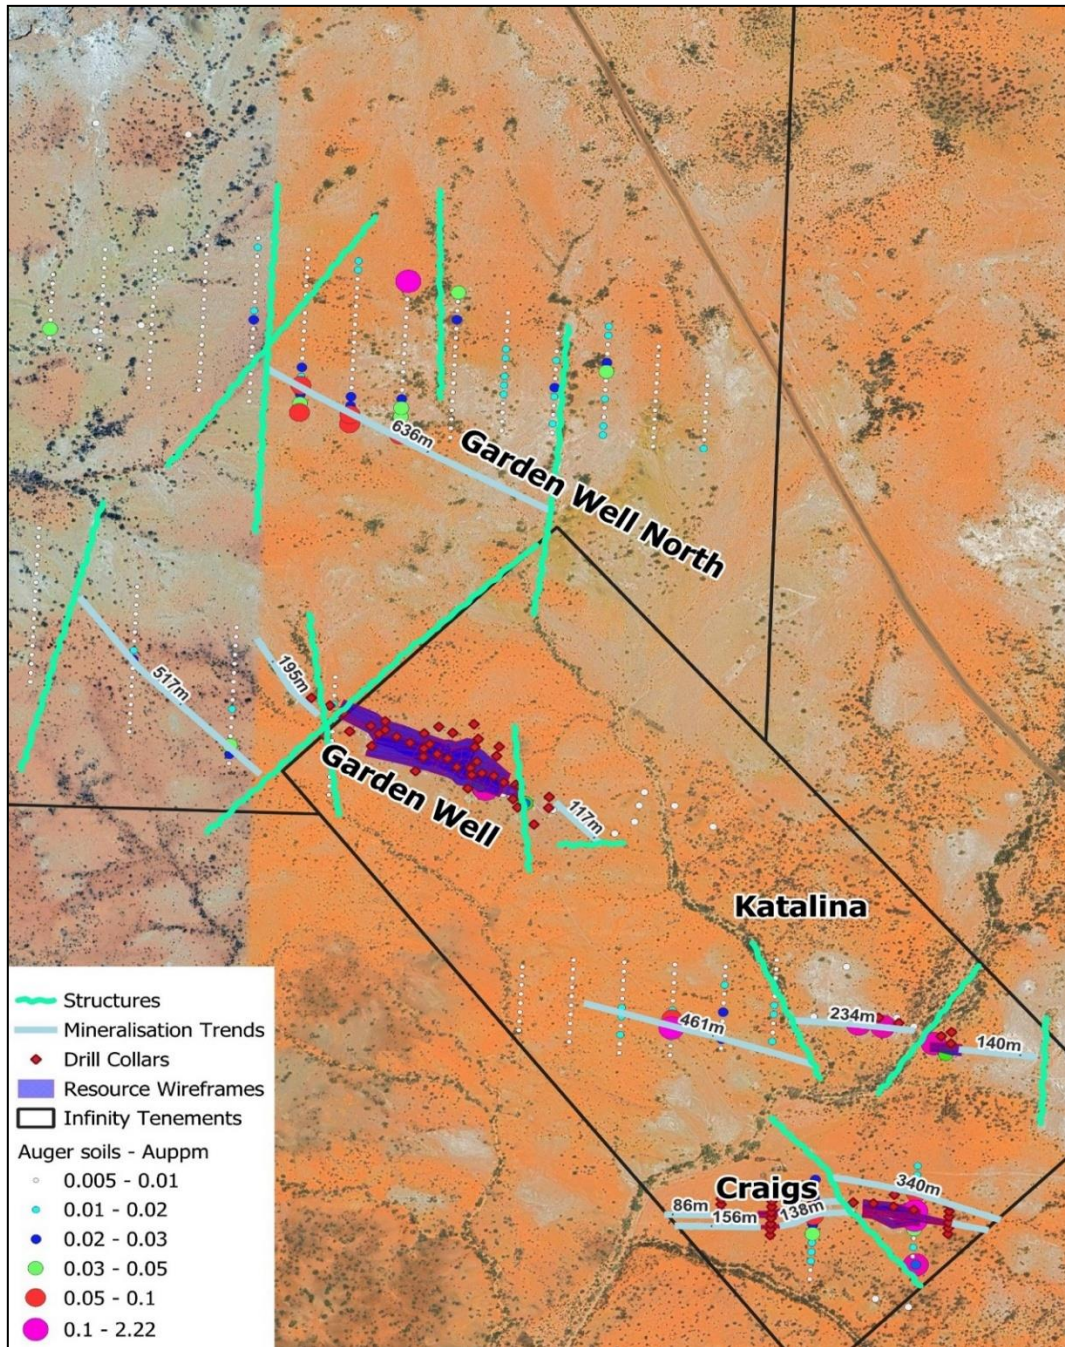 636m
Garden Well North
517m
195m
Garden Well
117m
Katalina
461m
234m
140m
Craigs
86m
156m
138m
340m
Structures
Mineralisation Trends
Drill Collars
Resource Wireframes
Infinity Tenements
Auger soils - Auppm
0.005 - 0.01
0.01 - 0.02
0.02 - 0.03
0.03 - 0.05
0.05 - 0.1
0.1 - 2.22